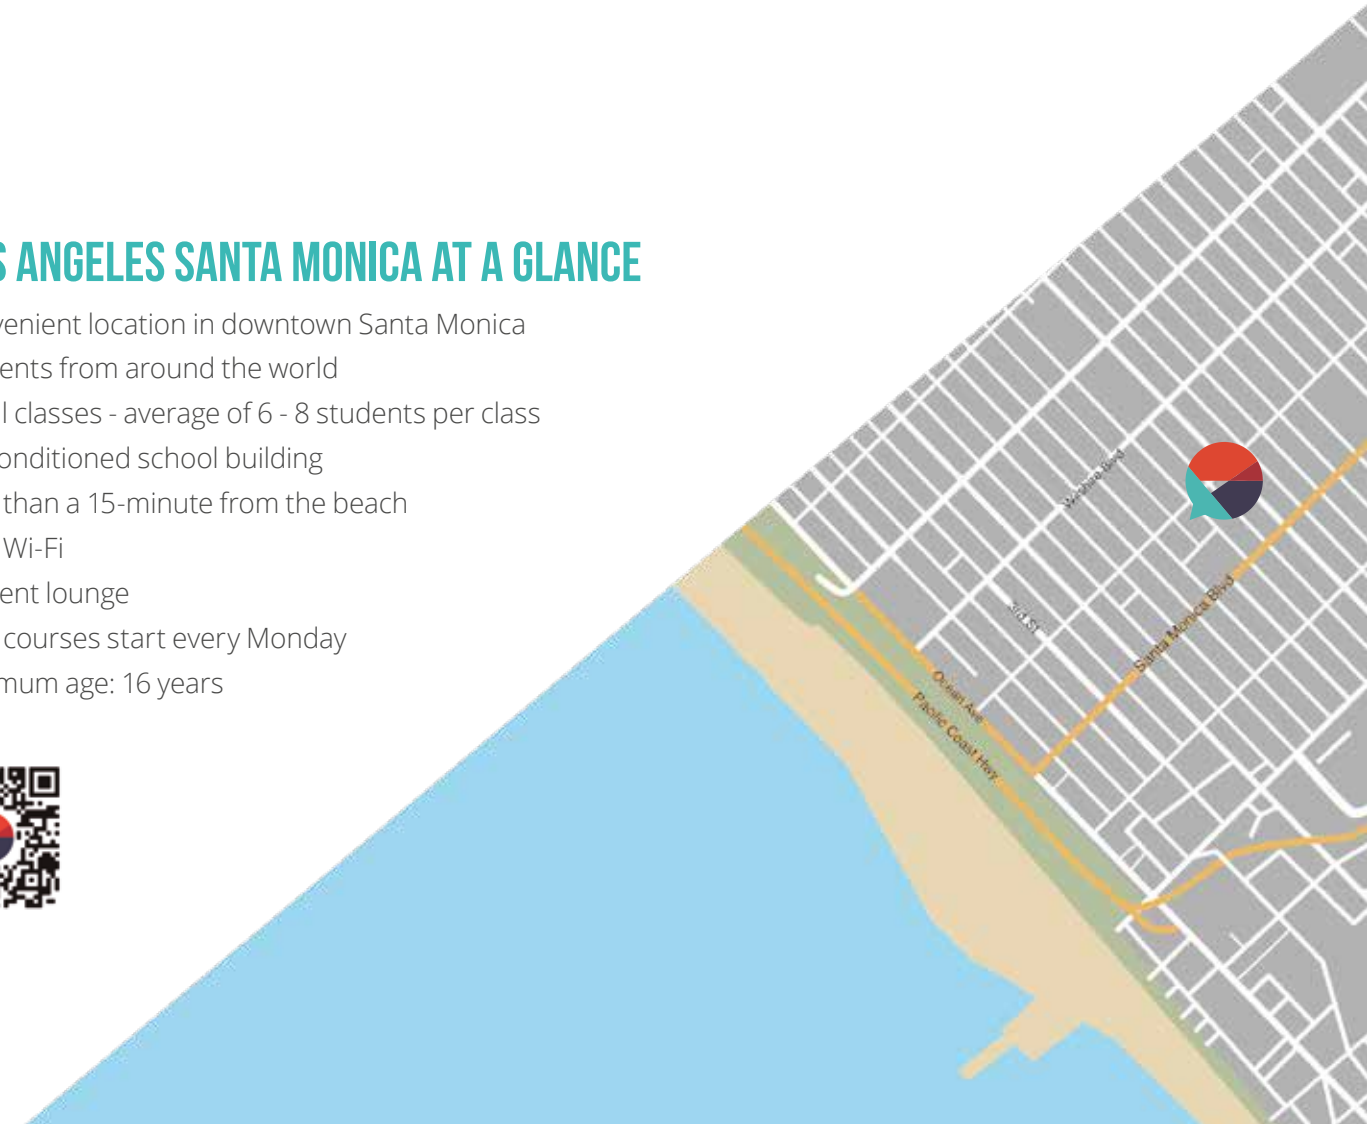 S ANGELES SANTA MONICA AT A GLANCE
venient location in downtown Santa Monica
ents from around the world
l classes - average of 6 - 8 students per class
onditioned school building
than a 15-minute from the beach
Wi-Fi
ent lounge
courses start every Monday
mum age: 16 years
Wilshire Blvd
3rd St
Santa Monica Blvd
Ocean Ave
Pacific Coast Hwy